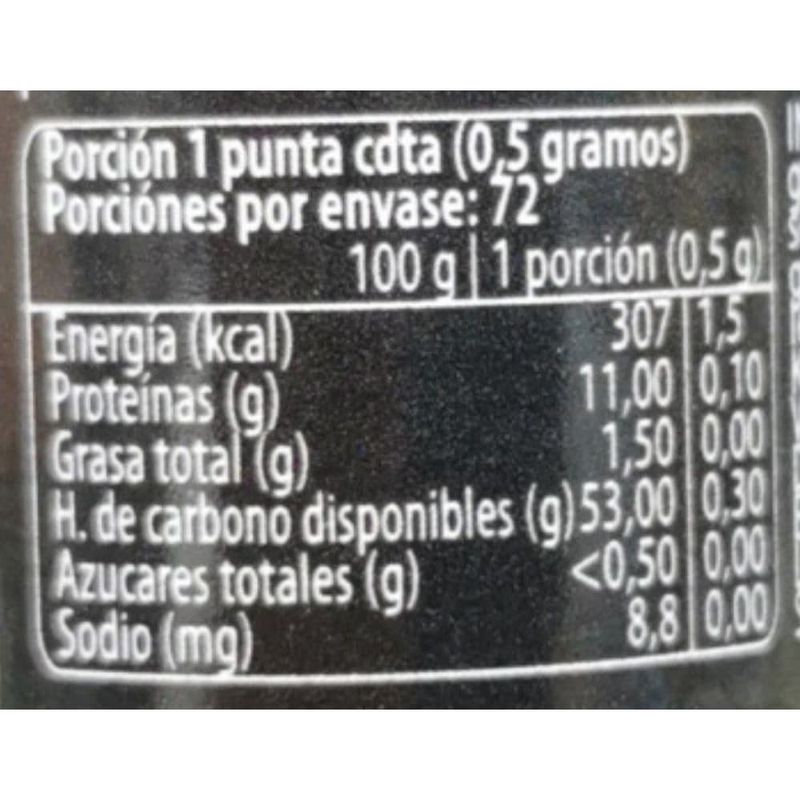 Porción 1 punta cdta (0,5 gramos)
Porciónes por envase: 72
100 g | 1 porción (0,5 g)
Energía (kcal) 307 1,5
Proteínas (g) 11,00 0,10
Grasa total (g) 1,50 0,00
H. de carbono disponibles (g) 53,00 0,30
Azucares totales (g) <0,50 0,00
Sodio (mg) 8,8 0,00